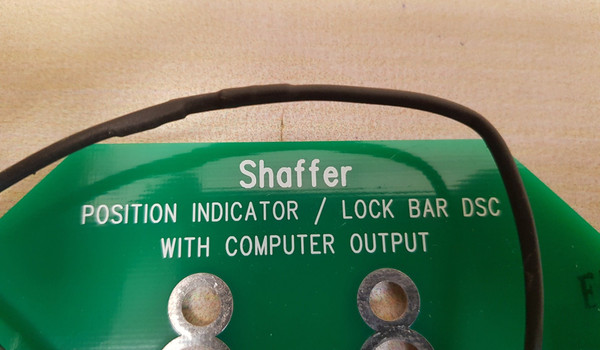 Shaffer
POSITION INDICATOR / LOCK BAR DSC
WITH COMPUTER OUTPUT